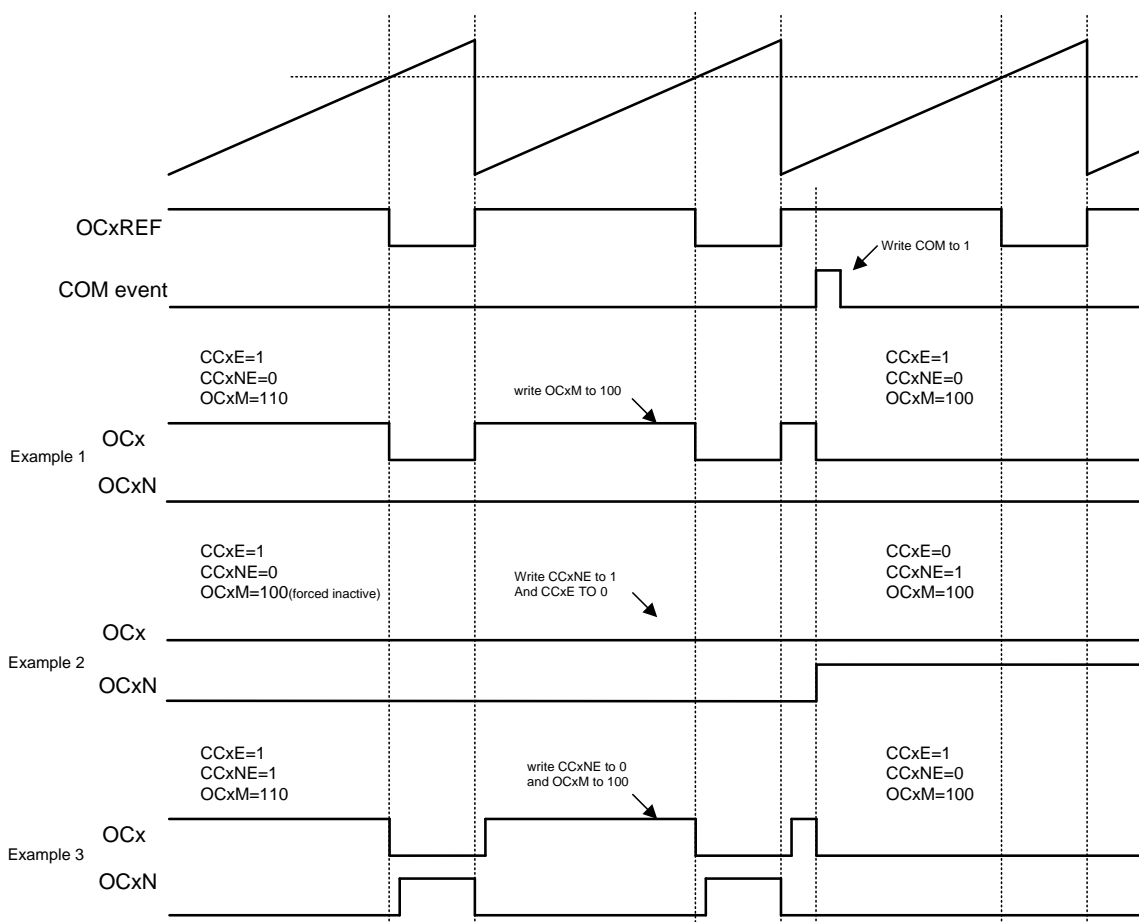 OCxREF
Write COM to 1
COM event
CCxE=1
CCxNE=0
OCxM=110
write OCxM to 100
CCxE=1
CCxNE=0
OCxM=100
OCx
Example 1
OCxN
CCxE=1
CCxNE=0
OCxM=100(forced inactive)
Write CCxNE to 1
And CCxE TO 0
CCxE=0
CCxNE=1
OCxM=100
OCx
Example 2
OCxN
CCxE=1
CCxNE=1
OCxM=110
write CCxNE to 0
and OCxM to 100
CCxE=1
CCxNE=0
OCxM=100
OCx
Example 3
OCxN